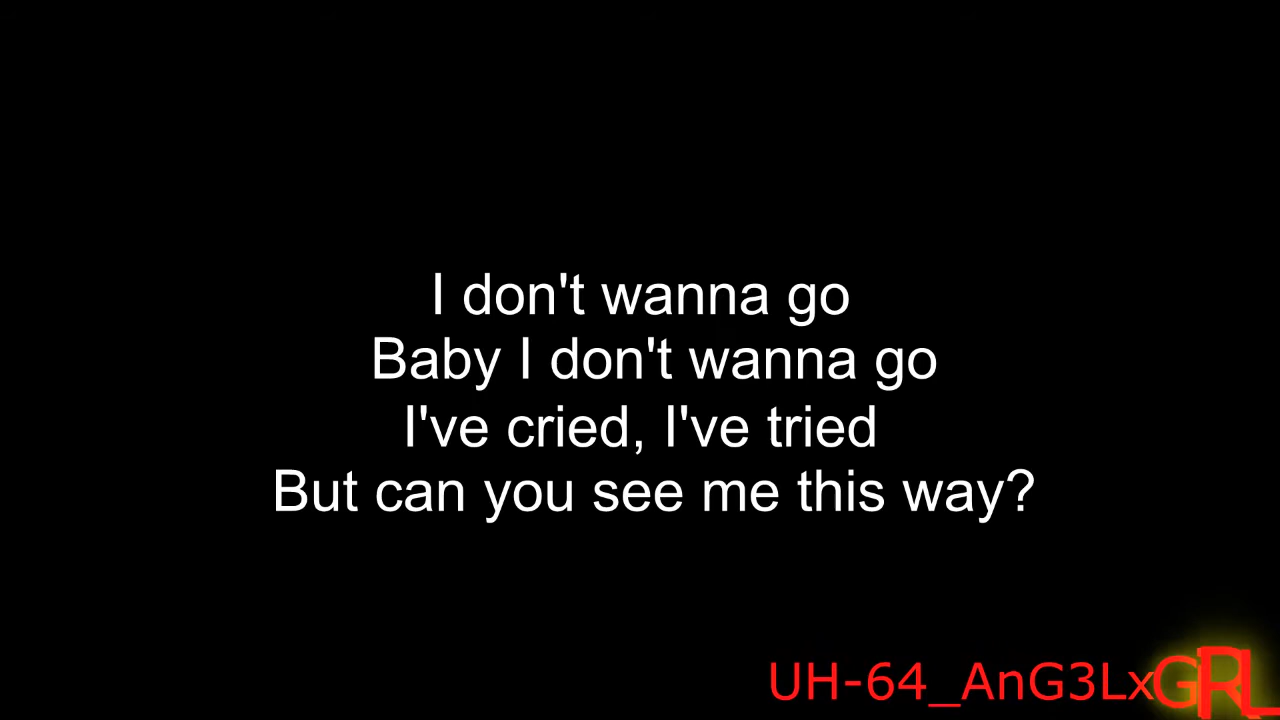 I don't wanna go
Baby I don't wanna go
I've cried, I've tried
But can you see me this way?
UH-64_AnG3LxGRL